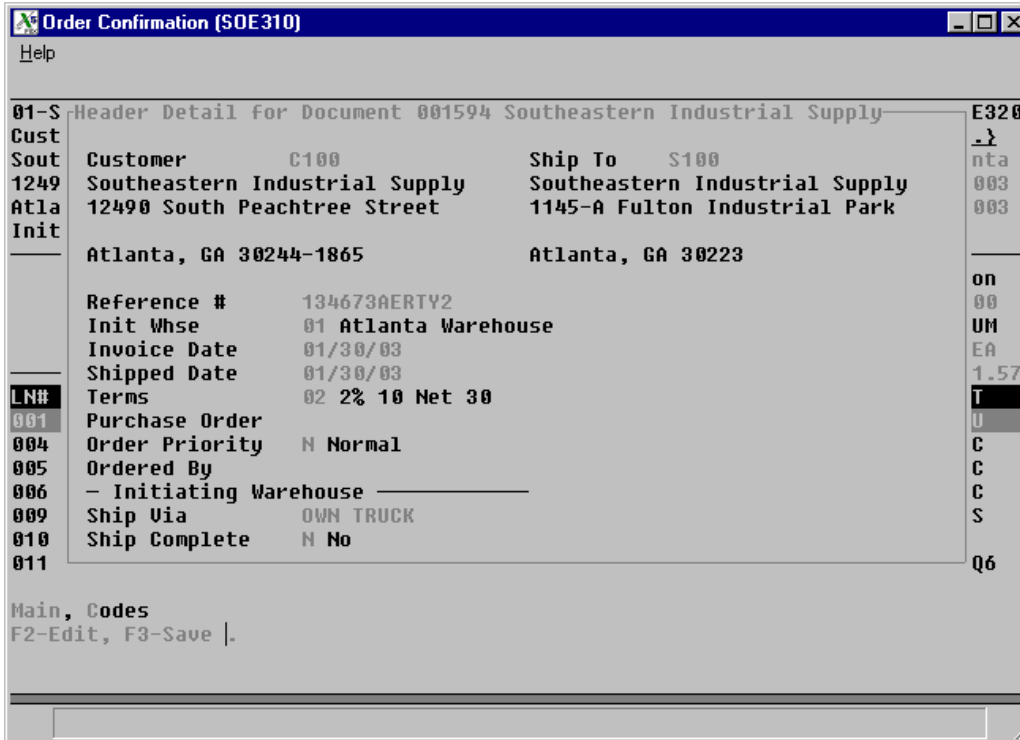 Order Confirmation (SOE310)
Help
01-S Header Detail for Document 001594 Southeastern Industrial Supply E320
Cust .}
Sout Customer C100 Ship To S100 nta
1249 Southeastern Industrial Supply Southeastern Industrial Supply 003
Atla 12490 South Peachtree Street 1145-A Fulton Industrial Park 003
Init
Atlanta, GA 30244-1865 Atlanta, GA 30223
on
Reference # 134673AERTY2 00
Init Whse 01 Atlanta Warehouse UM
Invoice Date 01/30/03 EA
Shipped Date 01/30/03 1.57
LN# Terms 02 2% 10 Net 30 T
001 Purchase Order U
004 Order Priority N Normal C
005 Ordered By C
006 — Initiating Warehouse — C
009 Ship Via OWN TRUCK S
010 Ship Complete N No
011 Q6
Main, Codes
F2-Edit, F3-Save .